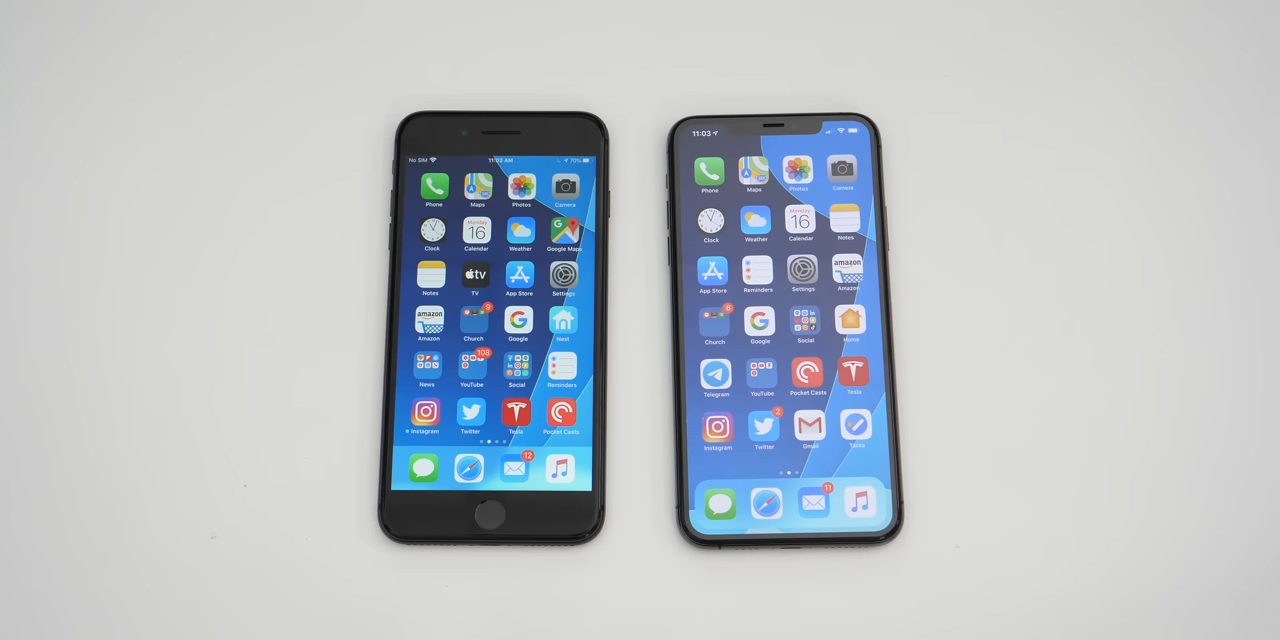 No SIM 11:03 AM 70%
Phone Maps Photos Camera
Monday
16
Clock Calendar Weather Google Maps
tv
Notes TV App Store Settings
amazon
9
Amazon Church Google Nest
108
News YouTube Social Reminders
Instagram Twitter Tesla Pocket Casts
12
11:03
Phone Maps Photos Camera
Monday
16
Clock Weather Calendar Notes
amazon
App Store Reminders Settings Amazon
6
Church Google Social Home
Telegram YouTube Pocket Casts Tesla
2
Instagram Twitter Gmail Tasks
11